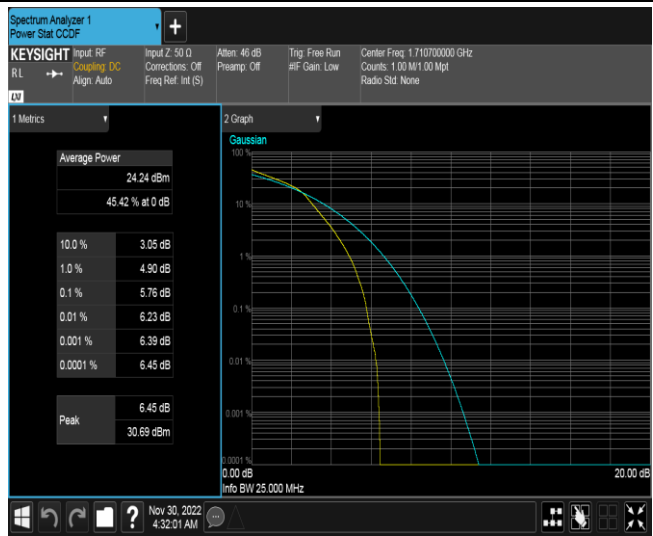 Spectrum Analyzer 1
Power Stat CCDF
+
KEYSIGHT
RL
LXI
Input: RF
Coupling: DC
Align: Auto
Input Z: 50 Ω
Corrections: Off
Freq Ref: Int (S)
Atten: 46 dB
Preamp: Off
Trig: Free Run
#IF Gain: Low
Center Freq: 1.710700000 GHz
Counts: 1.00 M/1.00 Mpt
Radio Std: None
1 Metrics
Average Power
24.24 dBm
45.42 % at 0 dB
10.0 % 3.05 dB
1.0 % 4.90 dB
0.1 % 5.76 dB
0.01 % 6.23 dB
0.001 % 6.39 dB
0.0001 % 6.45 dB
Peak
6.45 dB
30.69 dBm
2 Graph
Gaussian
100 %
10 %
1 %
0.1 %
0.01 %
0.001 %
0.0001 %
0.00 dB 20.00 dB
Info BW 25.000 MHz
?
Nov 30, 2022
4:32:01 AM